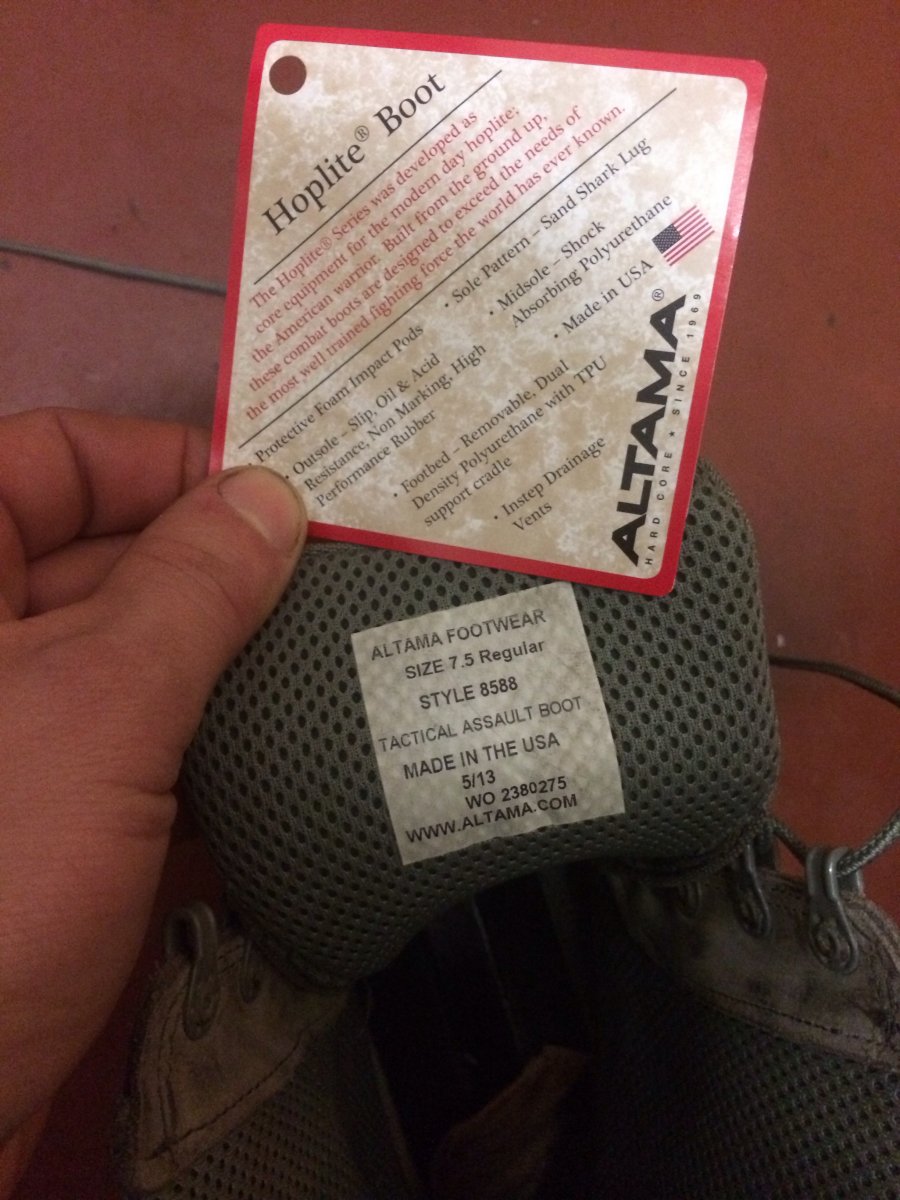 Hoplite® Boot
The Hoplite® Series was developed as
core equipment for the modern day hoplite:
the American warrior. Built from the ground up,
these combat boots are designed to exceed the needs of
the most well trained fighting force the world has ever known.
Protective Foam Impact Pods
• Outsole – Slip, Oil & Acid
Resistance, Non Marking, High
Performance Rubber
• Footbed – Removable, Dual
Density Polyurethane with TPU
support cradle
• Instep Drainage
Vents
• Sole Pattern – Sand Shark Lug
• Midsole – Shock
Absorbing Polyurethane
• Made in USA
ALTAMA®
HARD CORE ★ SINCE 1969
ALTAMA FOOTWEAR
SIZE 7.5 Regular
STYLE 8588
TACTICAL ASSAULT BOOT
MADE IN THE USA
5/13
WO 2380275
WWW.ALTAMA.COM